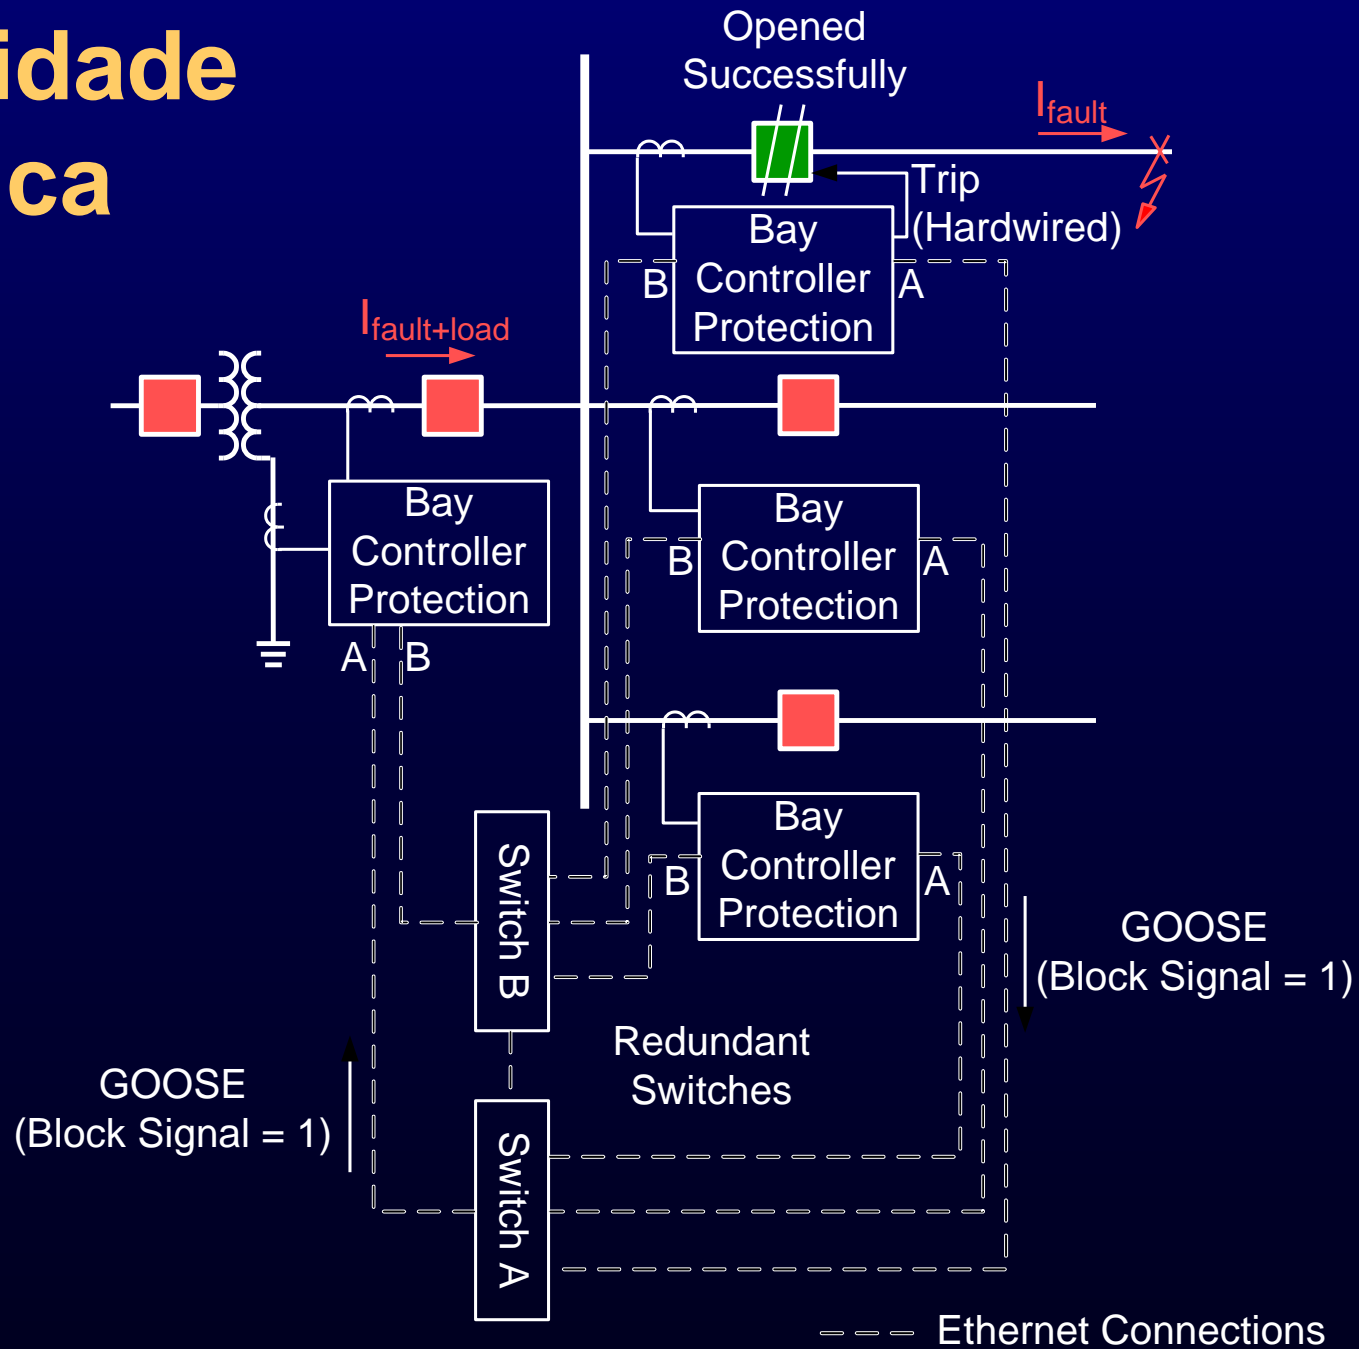 idade
ca
Opened
Successfully
Ifault
Trip
(Hardwired)
Bay
Controller
Protection
B
A
Ifault+load
Bay
Controller
Protection
A
B
Bay
Controller
Protection
B
A
Bay
Controller
Protection
B
A
Switch B
GOOSE
(Block Signal = 1)
Redundant
Switches
GOOSE
(Block Signal = 1)
Switch A
Ethernet Connections